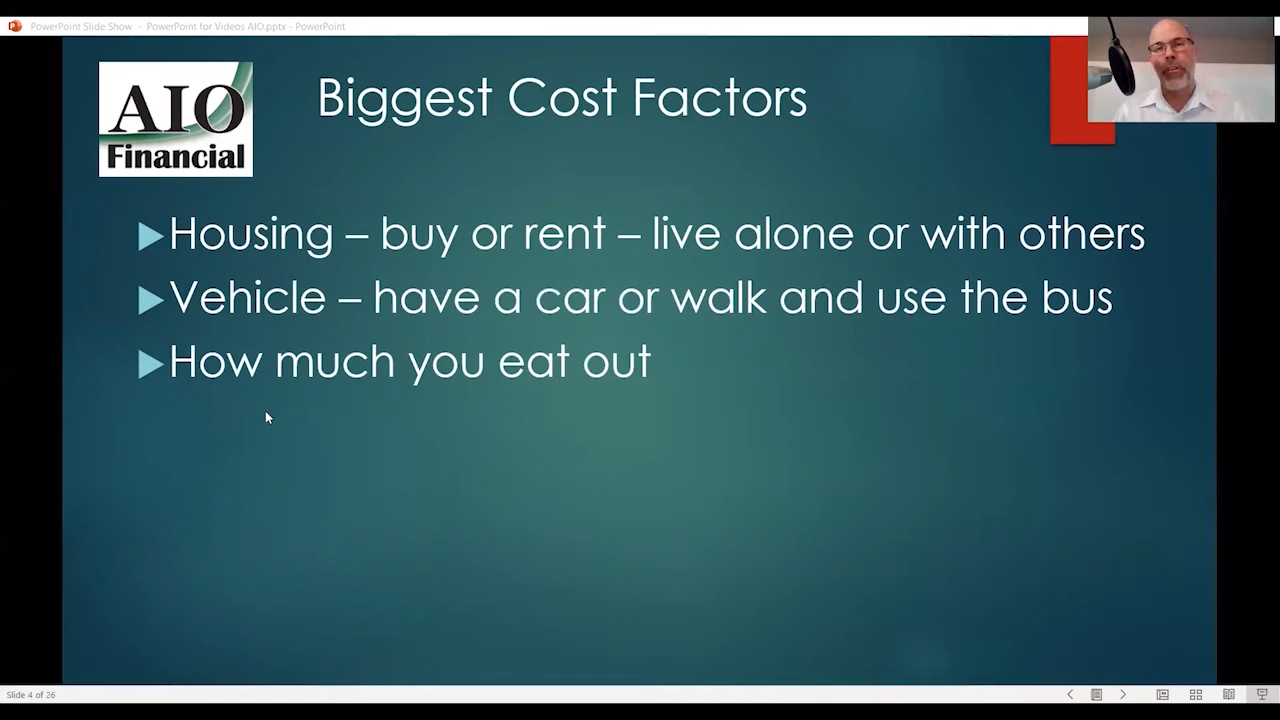 PowerPoint Slide Show - PowerPoint for Videos AIO.pptx - PowerPoint
AIO
Financial
Biggest Cost Factors
Housing – buy or rent – live alone or with others
Vehicle – have a car or walk and use the bus
How much you eat out
Slide 4 of 26